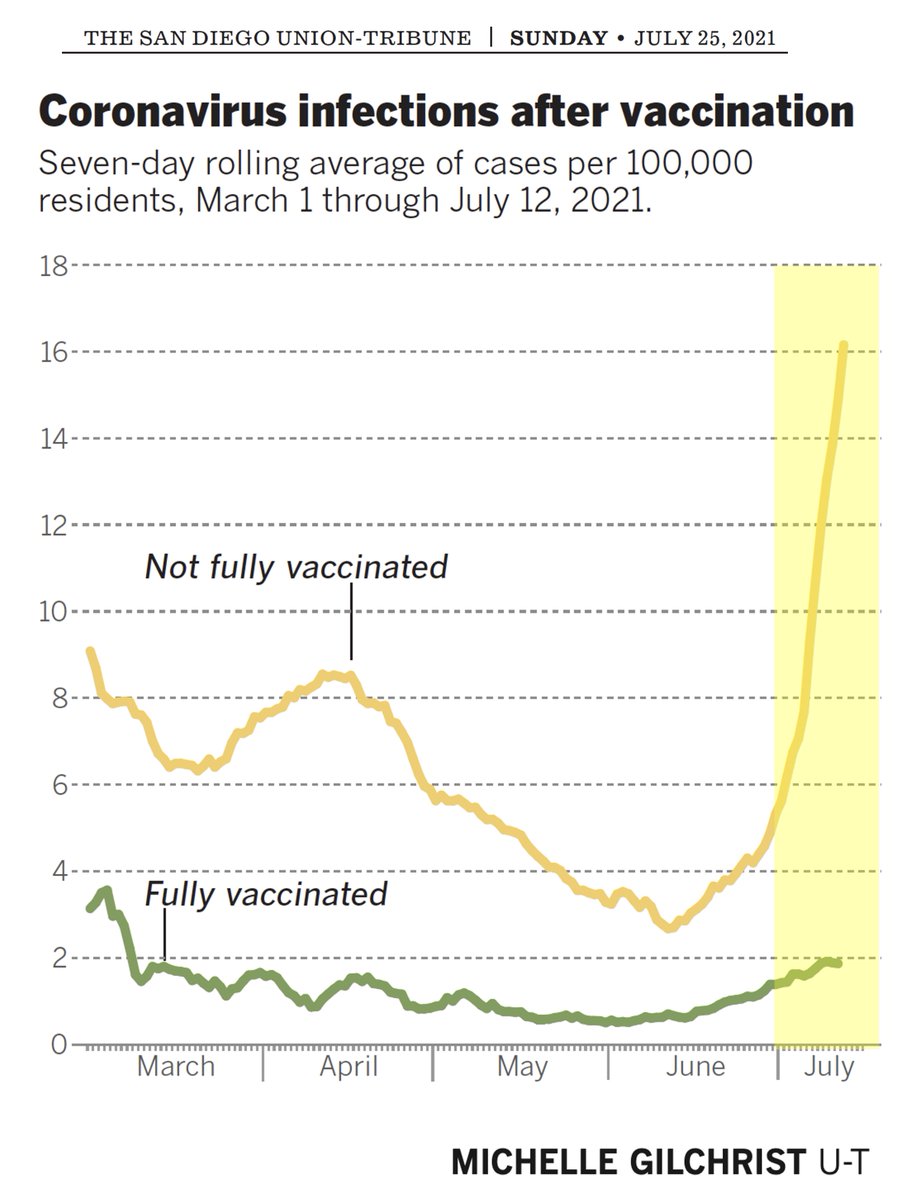 THE SAN DIEGO UNION-TRIBUNE | SUNDAY • JULY 25, 2021
Coronavirus infections after vaccination
Seven-day rolling average of cases per 100,000
residents, March 1 through July 12, 2021.
18
16
14
12
Not fully vaccinated
10
8
6
4
Fully vaccinated
2
0
March April May June July
MICHELLE GILCHRIST U-T